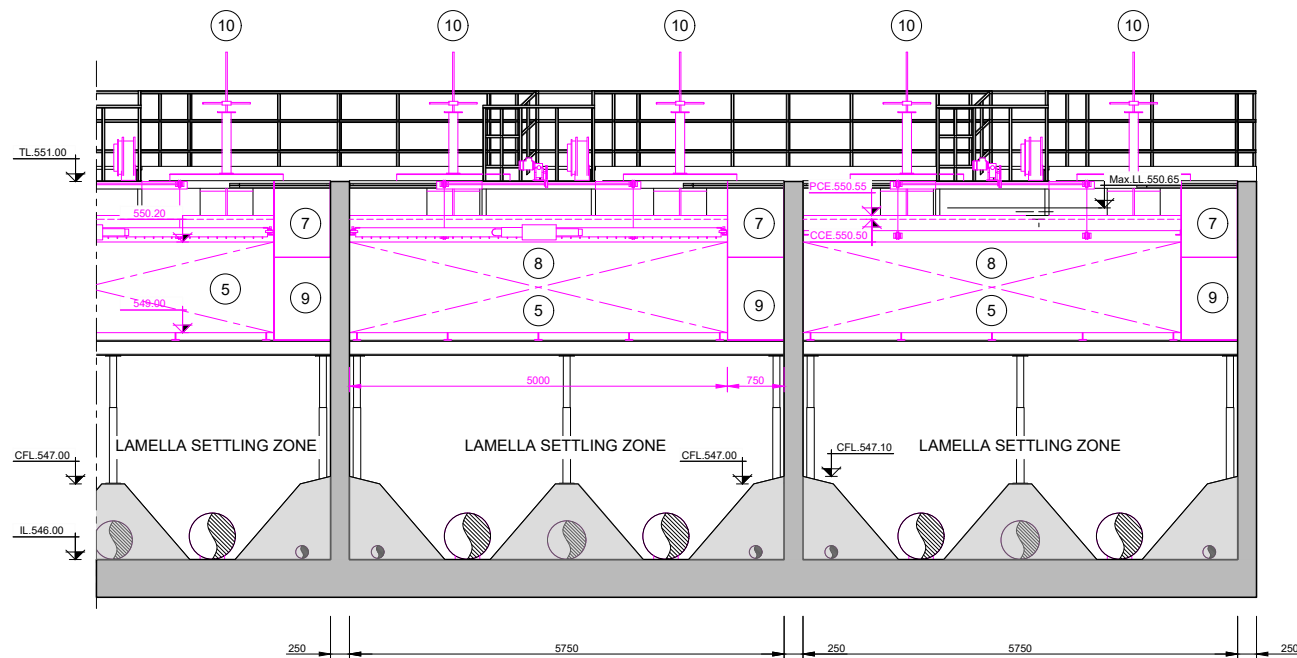 10 10 10 10 10
TL.551.00
PCE.550.55
Max.LL.550.65
550.20
7 7 7
CCE.550.50
8 8
5
9 9 9
549.00
5 5
5000 750
LAMELLA SETTLING ZONE LAMELLA SETTLING ZONE LAMELLA SETTLING ZONE
CFL.547.00 CFL.547.00 CFL.547.10
IL.546.00
250 5750 250 5750 250